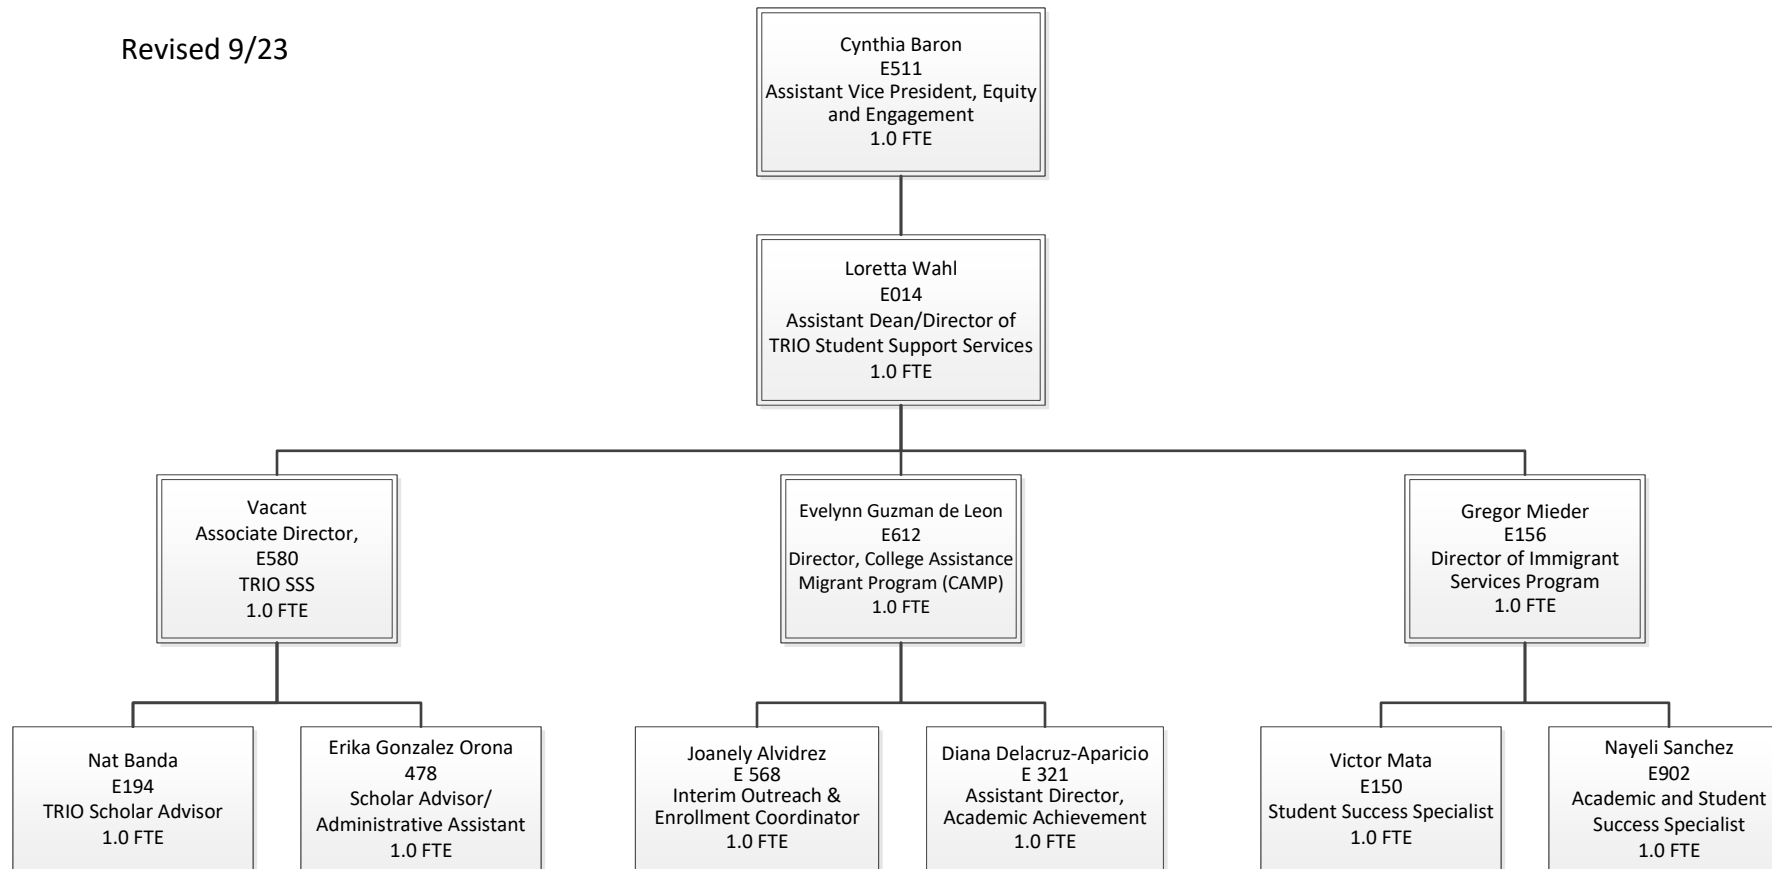 Revised 9/23
Cynthia Baron
E511
Assistant Vice President, Equity
and Engagement
1.0 FTE
Loretta Wahl
E014
Assistant Dean/Director of
TRIO Student Support Services
1.0 FTE
Vacant
Associate Director,
E580
TRIO SSS
1.0 FTE
Evelynn Guzman de Leon
E612
Director, College Assistance
Migrant Program (CAMP)
1.0 FTE
Gregor Mieder
E156
Director of Immigrant
Services Program
1.0 FTE
Nat Banda
E194
TRIO Scholar Advisor
1.0 FTE
Erika Gonzalez Orona
478
Scholar Advisor/
Administrative Assistant
1.0 FTE
Joanely Alvidrez
E 568
Interim Outreach &
Enrollment Coordinator
1.0 FTE
Diana Delacruz-Aparicio
E 321
Assistant Director,
Academic Achievement
1.0 FTE
Victor Mata
E150
Student Success Specialist
1.0 FTE
Nayeli Sanchez
E902
Academic and Student
Success Specialist
1.0 FTE